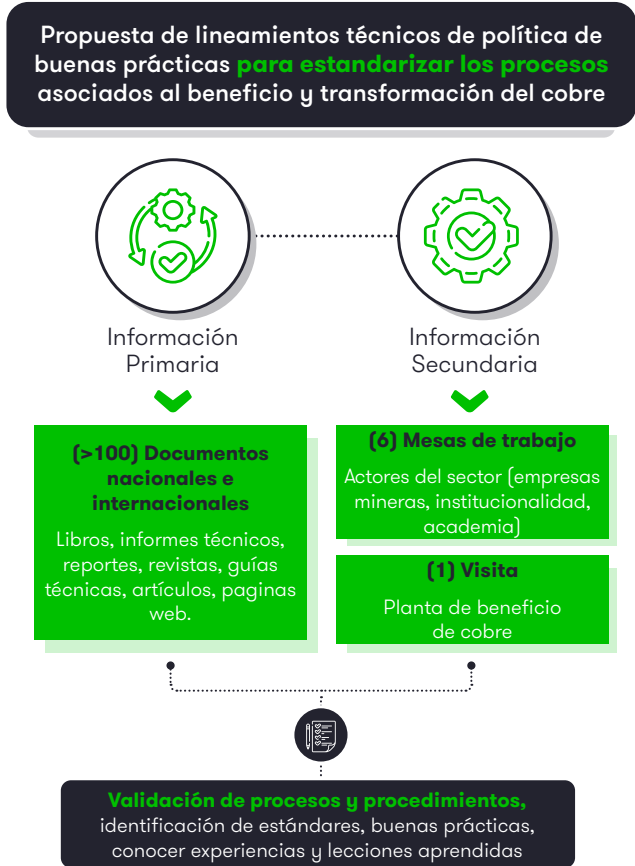 Propuesta de lineamientos técnicos de política de
buenas prácticas para estandarizar los procesos
asociados al beneficio y transformación del cobre
Información
Primaria
(>100) Documentos
nacionales e
internacionales
Libros, informes técnicos,
reportes, revistas, guías
técnicas, artículos, paginas
web.
Información
Secundaria
(6) Mesas de trabajo
Actores del sector (empresas
mineras, institucionalidad,
academia)
(1) Visita
Planta de beneficio
de cobre
Validación de procesos y procedimientos,
identificación de estándares, buenas prácticas,
conocer experiencias y lecciones aprendidas